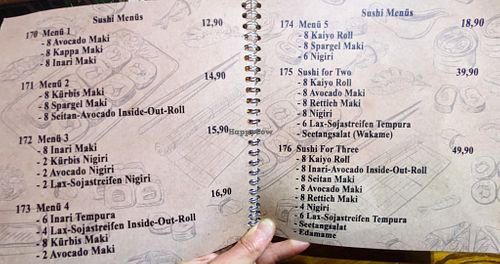 Sushi Menüs
170 Menü 1 12,90
- 8 Avocado Maki
- 8 Kappa Maki
- 8 Inari Maki
171 Menü 2 14,90
- 8 Kürbis Maki
- 8 Spargel Maki
- 8 Seitan-Avocado Inside-Out-Roll
172 Menü 3 15,90
- 8 Inari Maki
- 2 Kürbis Nigiri
- 2 Avocado Nigiri
- 2 Lax-Sojastreifen Nigiri
173 Menü 4 16,90
- 6 Inari Tempura
- 4 Lax-Sojastreifen Inside-Out-Roll
- 8 Kürbis Maki
- 2 Avocado Maki
Sushi Menüs
174 Menü 5 18,90
- 8 Kaiyo Roll
- 8 Spargel Maki
- 6 Nigiri
175 Sushi for Two 39,90
- 8 Kaiyo Roll
- 8 Avocado Maki
- 8 Rettich Maki
- 8 Nigiri
- 6 Lax-Sojastreifen Tempura
- Seetangsalat (Wakame)
176 Sushi For Three 49,90
- 8 Kaiyo Roll
- 8 Inari-Avocado Inside-Out-Roll
- 8 Seitan Maki
- 8 Avocado Maki
- 8 Rettich Maki
- 4 Nigiri
- 6 Lax-Sojastreifen Tempura
- Seetangsalat
- Edamame
HappyCow